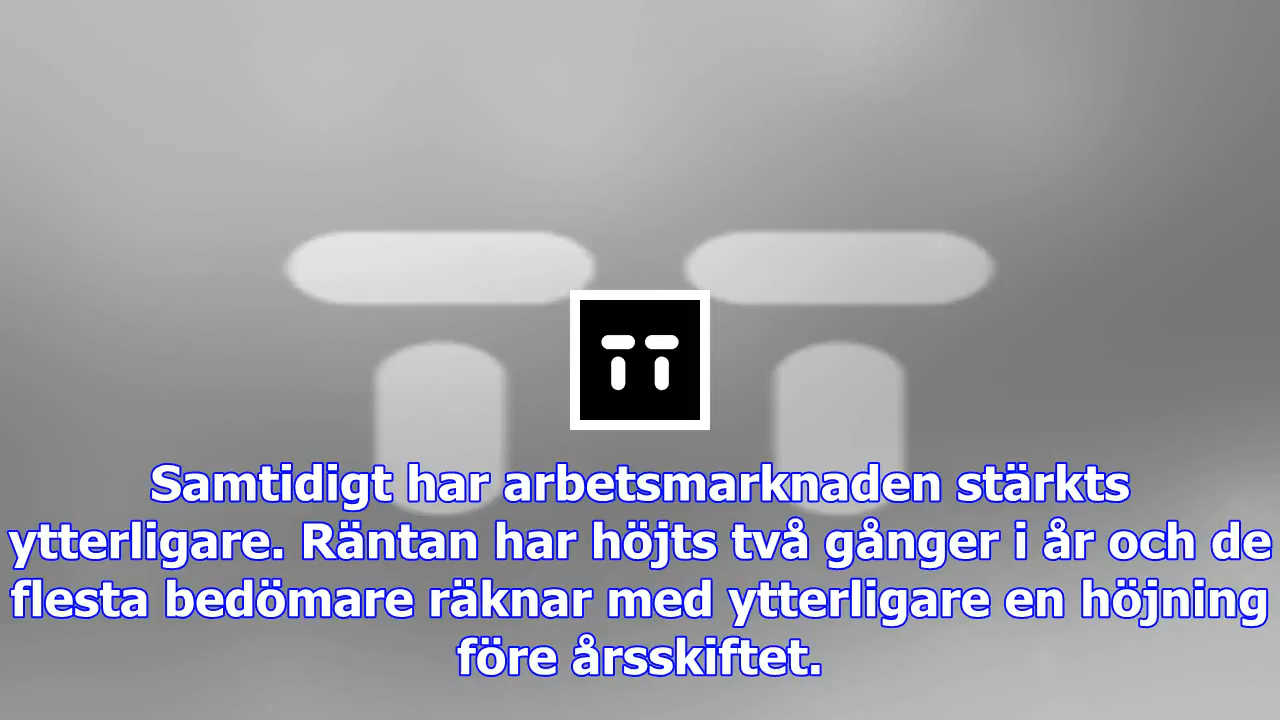 Samtidigt har arbetsmarknaden stärkts
ytterligare. Räntan har höjts två gånger i år och de
flesta bedömare räknar med ytterligare en höjning
före årsskiftet.